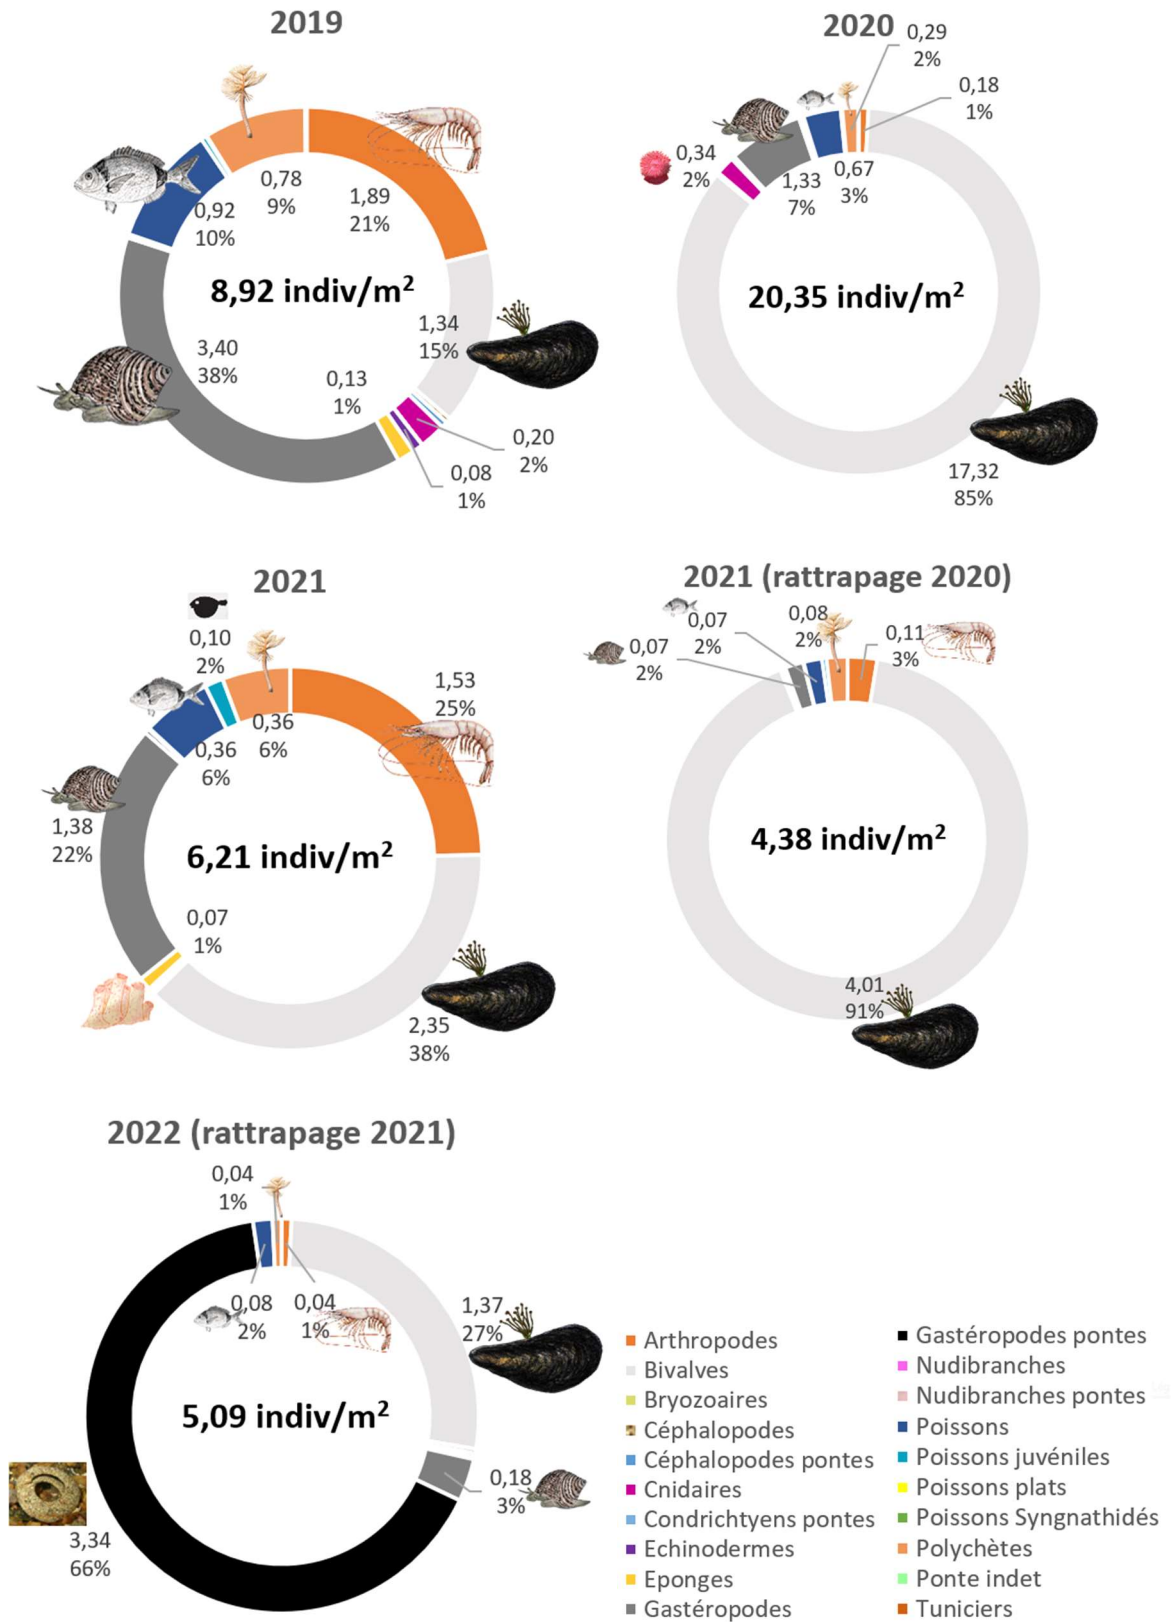 2019
0,78
9%
1,89
21%
0,92
10%
8,92 indiv/m²
1,34
15%
3,40
38%
0,13
1%
0,20
2%
0,08
1%
2020
0,29
2%
0,18
1%
0,34
2%
1,33
7%
0,67
3%
20,35 indiv/m²
17,32
85%
2021
0,10
2%
1,53
25%
0,36
6%
0,36
6%
1,38
22%
6,21 indiv/m²
0,07
1%
2,35
38%
2021 (rattrapage 2020)
0,08
2%
0,07
2%
0,11
3%
0,07
2%
4,38 indiv/m²
4,01
91%
2022 (rattrapage 2021)
0,04
1%
0,08
2%
0,04
1%
1,37
27%
5,09 indiv/m²
0,18
3%
3,34
66%
Arthropodes
Bivalves
Bryozoaires
Céphalopodes
Céphalopodes pontes
Cnidaires
Condrichtyens pontes
Echinodermes
Eponges
Gastéropodes
Gastéropodes pontes
Nudibranches
Nudibranches pontes
Poissons
Poissons juvéniles
Poissons plats
Poissons Syngnathidés
Polychètes
Ponte indet
Tuniciers